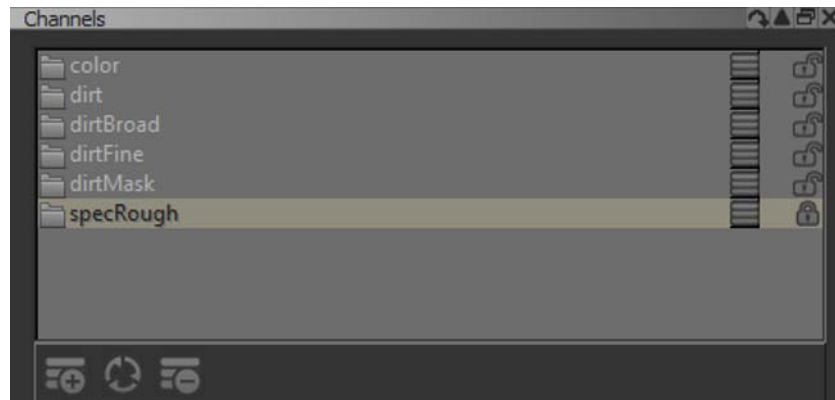 Channels
color
dirt
dirtBroad
dirtFine
dirtMask
specRough